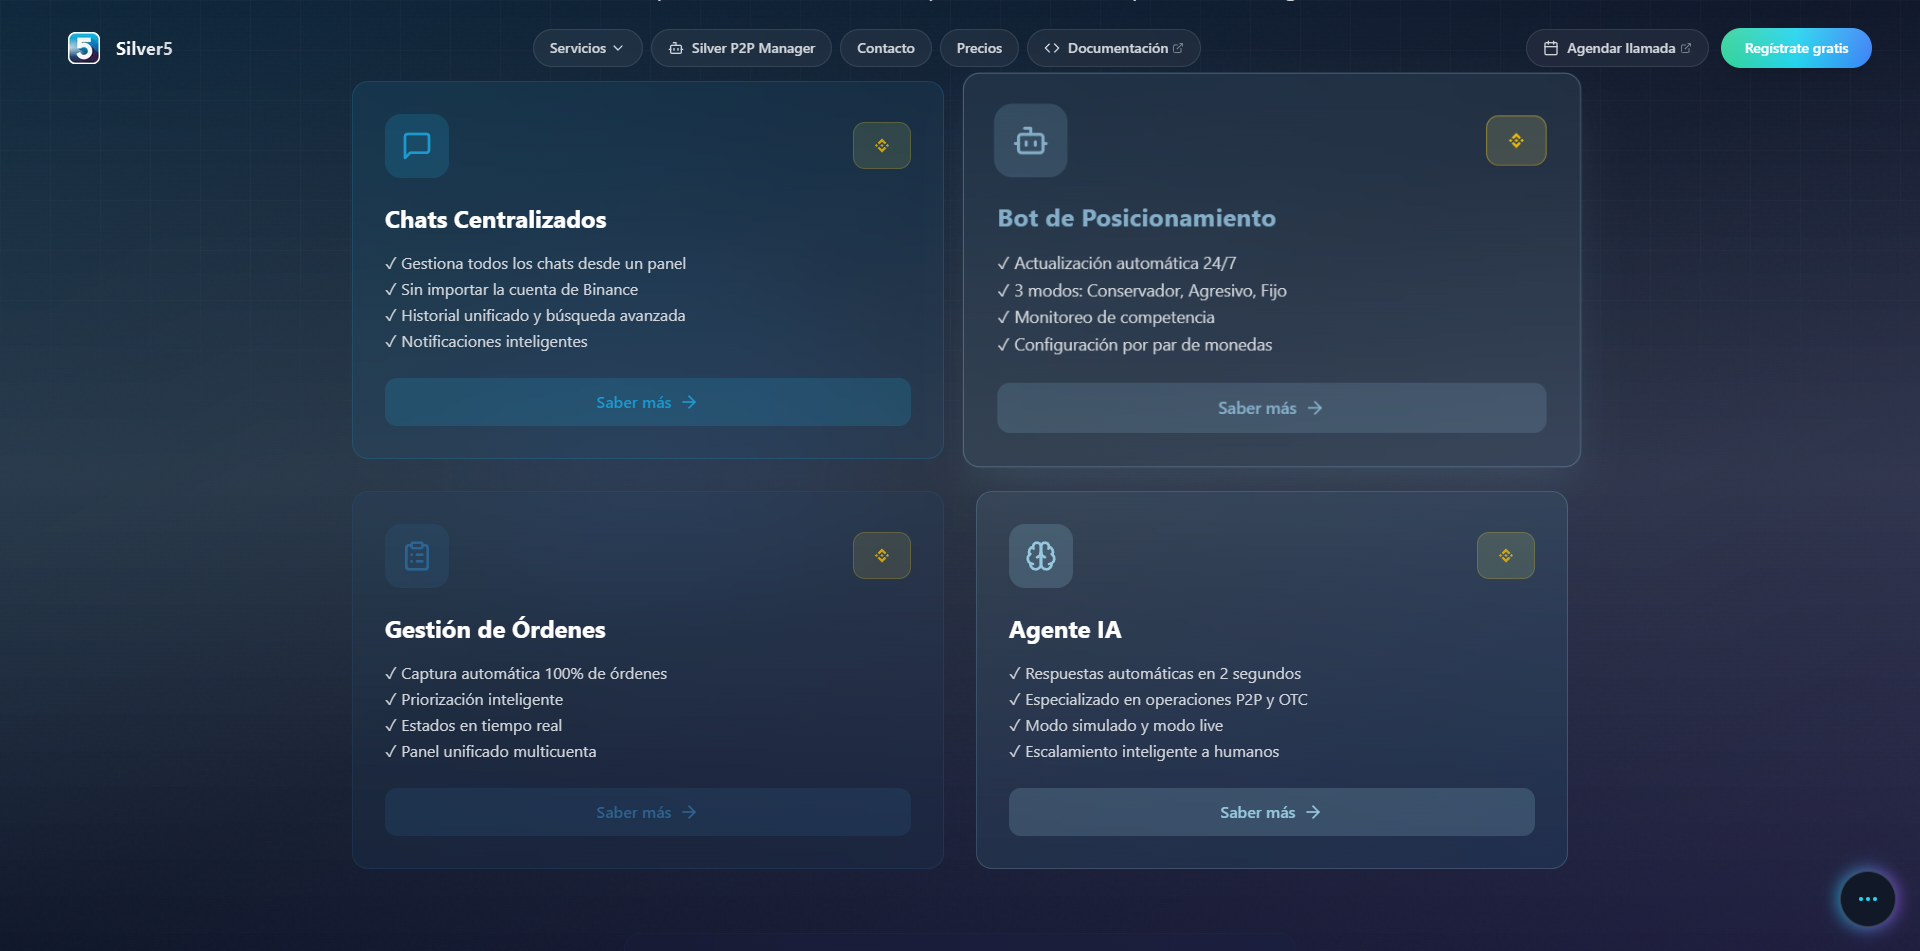 5 Silver5
Servicios
Silver P2P Manager
Contacto
Precios
Documentación
Agendar llamada
Regístrate gratis
Chats Centralizados
✓ Gestiona todos los chats desde un panel
✓ Sin importar la cuenta de Binance
✓ Historial unificado y búsqueda avanzada
✓ Notificaciones inteligentes
Saber más →
Bot de Posicionamiento
✓ Actualización automática 24/7
✓ 3 modos: Conservador, Agresivo, Fijo
✓ Monitoreo de competencia
✓ Configuración por par de monedas
Saber más →
Gestión de Órdenes
✓ Captura automática 100% de órdenes
✓ Priorización inteligente
✓ Estados en tiempo real
✓ Panel unificado multicuenta
Saber más →
Agente IA
✓ Respuestas automáticas en 2 segundos
✓ Especializado en operaciones P2P y OTC
✓ Modo simulado y modo live
✓ Escalamiento inteligente a humanos
Saber más →